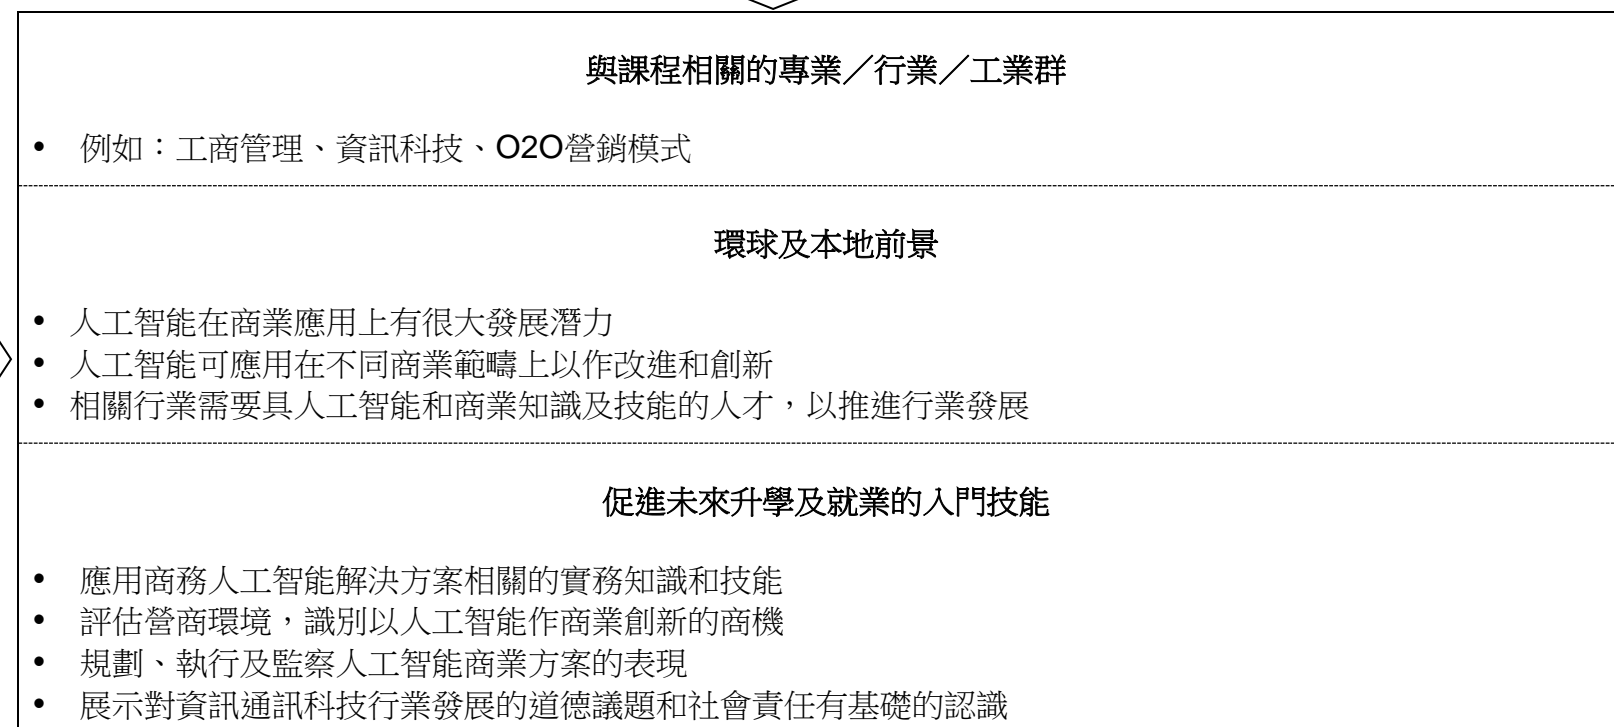 與課程相關的專業／行業／工業群
• 例如：工商管理、資訊科技、O2O營銷模式
環球及本地前景
• 人工智能在商業應用上有很大發展潛力
• 人工智能可應用在不同商業範疇上以作改進和創新
• 相關行業需要具人工智能和商業知識及技能的人才，以推進行業發展
促進未來升學及就業的入門技能
• 應用商務人工智能解決方案相關的實務知識和技能
• 評估營商環境，識別以人工智能作商業創新的商機
• 規劃、執行及監察人工智能商業方案的表現
• 展示對資訊通訊科技行業發展的道德議題和社會責任有基礎的認識